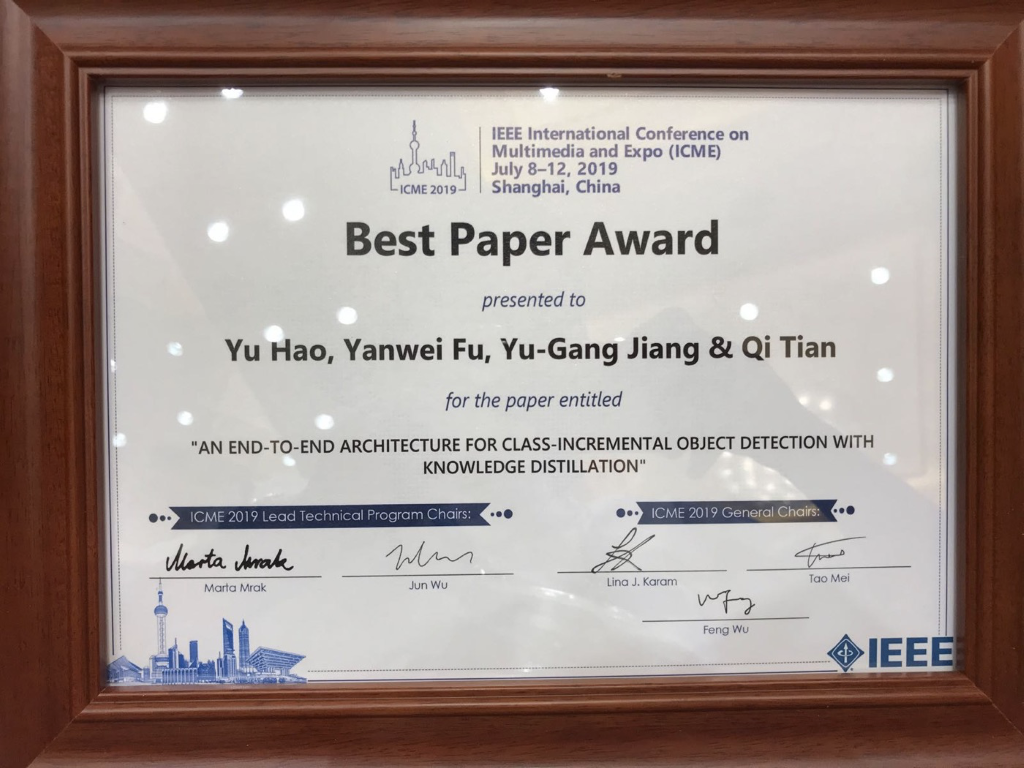 IEEE International Conference on
Multimedia and Expo (ICME)
July 8–12, 2019
Shanghai, China
ICME 2019
Best Paper Award
presented to
Yu Hao, Yanwei Fu, Yu-Gang Jiang & Qi Tian
for the paper entitled
"AN END-TO-END ARCHITECTURE FOR CLASS-INCREMENTAL OBJECT DETECTION WITH
KNOWLEDGE DISTILLATION"
ICME 2019 Lead Technical Program Chairs:
Marta Mrak
Marta Mrak
Jun Wu
ICME 2019 General Chairs:
Lina J. Karam
Tao Mei
Feng Wu
IEEE